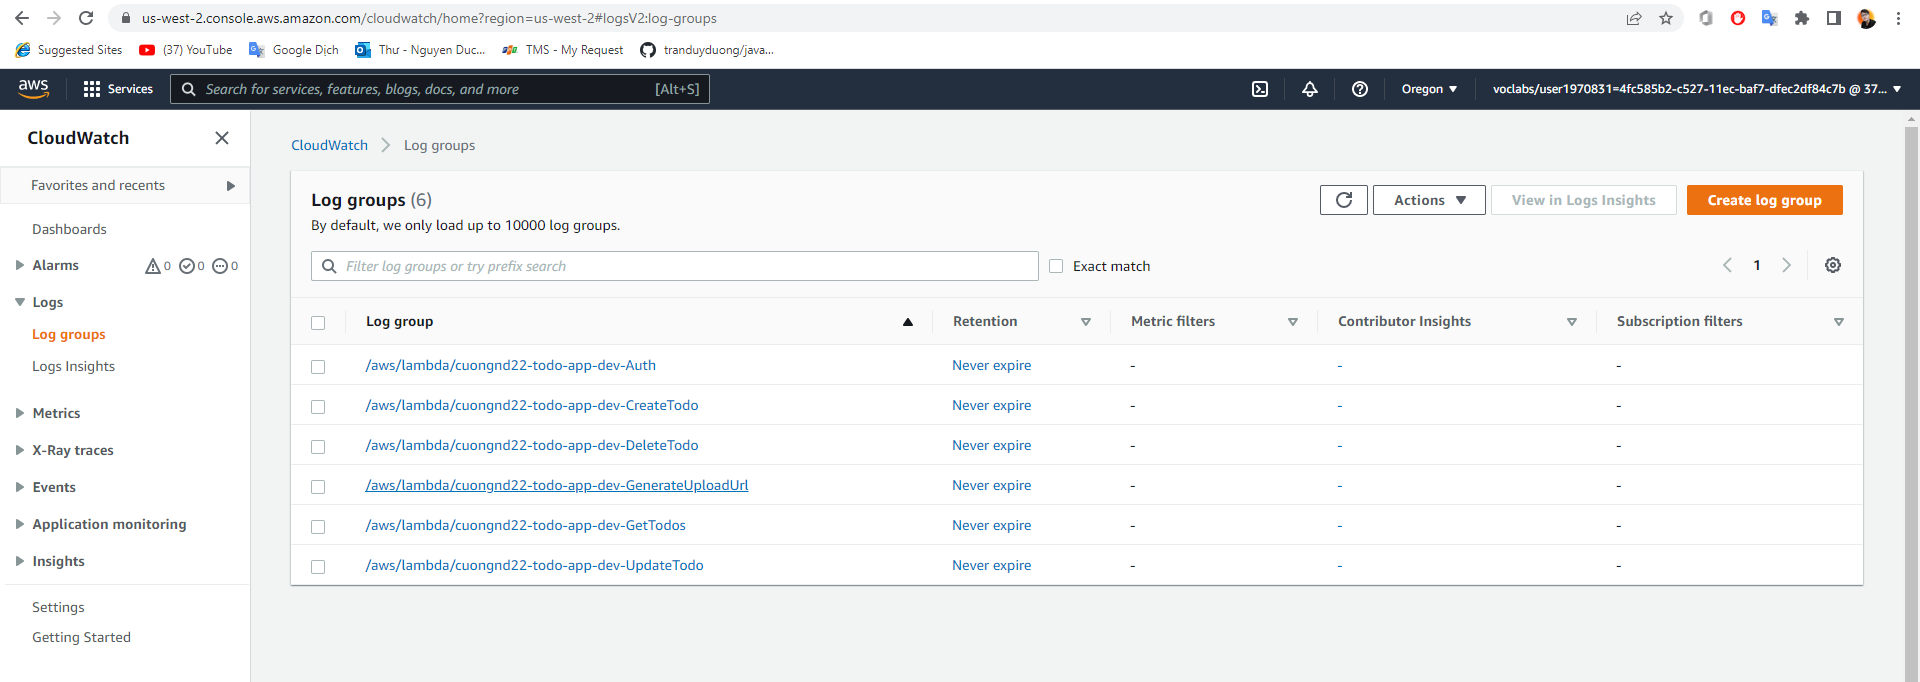 us-west-2.console.aws.amazon.com/cloudwatch/home?region=us-west-2#logsV2:log-groups
Suggested Sites (37) YouTube Google Dịch Thư - Nguyen Duc... TMS - My Request tranduyduong/java...
aws Services Search for services, features, blogs, docs, and more [Alt+S] Oregon voclabs/user1970831=4fc585b2-c527-11ec-baf7-dfec2df84c7b @ 37...
CloudWatch
Favorites and recents
Dashboards
Alarms 0 0 0
Logs
Log groups
Logs Insights
Metrics
X-Ray traces
Events
Application monitoring
Insights
Settings
Getting Started
CloudWatch Log groups
Log groups (6)
By default, we only load up to 10000 log groups.
Actions View in Logs Insights Create log group
Filter log groups or try prefix search Exact match 1
Log group Retention Metric filters Contributor Insights Subscription filters
/aws/lambda/cuongnd22-todo-app-dev-Auth Never expire - - -
/aws/lambda/cuongnd22-todo-app-dev-CreateTodo Never expire - - -
/aws/lambda/cuongnd22-todo-app-dev-DeleteTodo Never expire - - -
/aws/lambda/cuongnd22-todo-app-dev-GenerateUploadUrl Never expire - - -
/aws/lambda/cuongnd22-todo-app-dev-GetTodos Never expire - - -
/aws/lambda/cuongnd22-todo-app-dev-UpdateTodo Never expire - - -